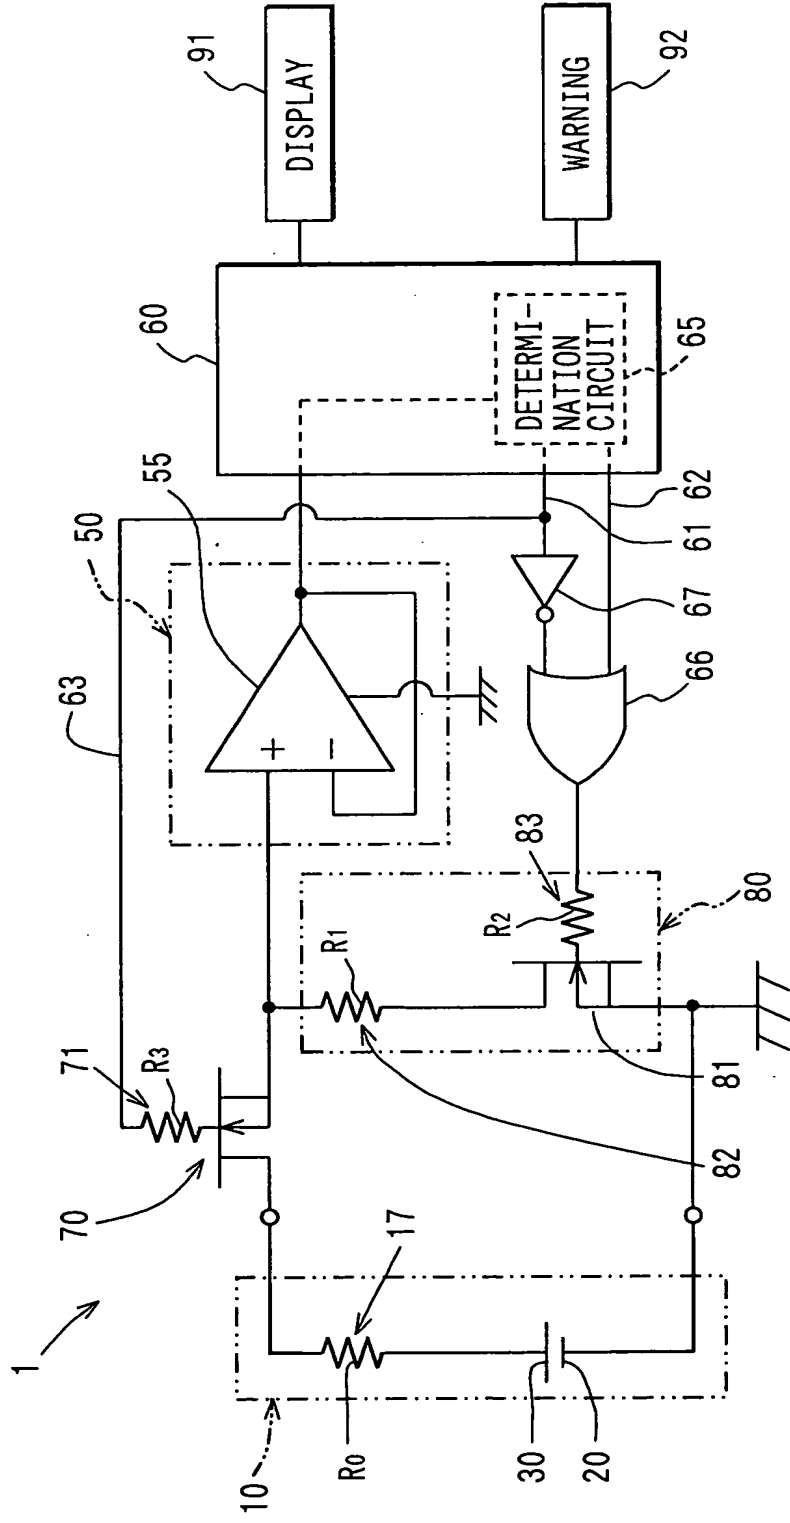 1
10
R0
17
30
20
70
71
R3
63
R1
82
81
80
R2
83
50
55
+
−
66
67
61
62
60
DETERMI-
NATION
CIRCUIT
65
DISPLAY
91
WARNING
92